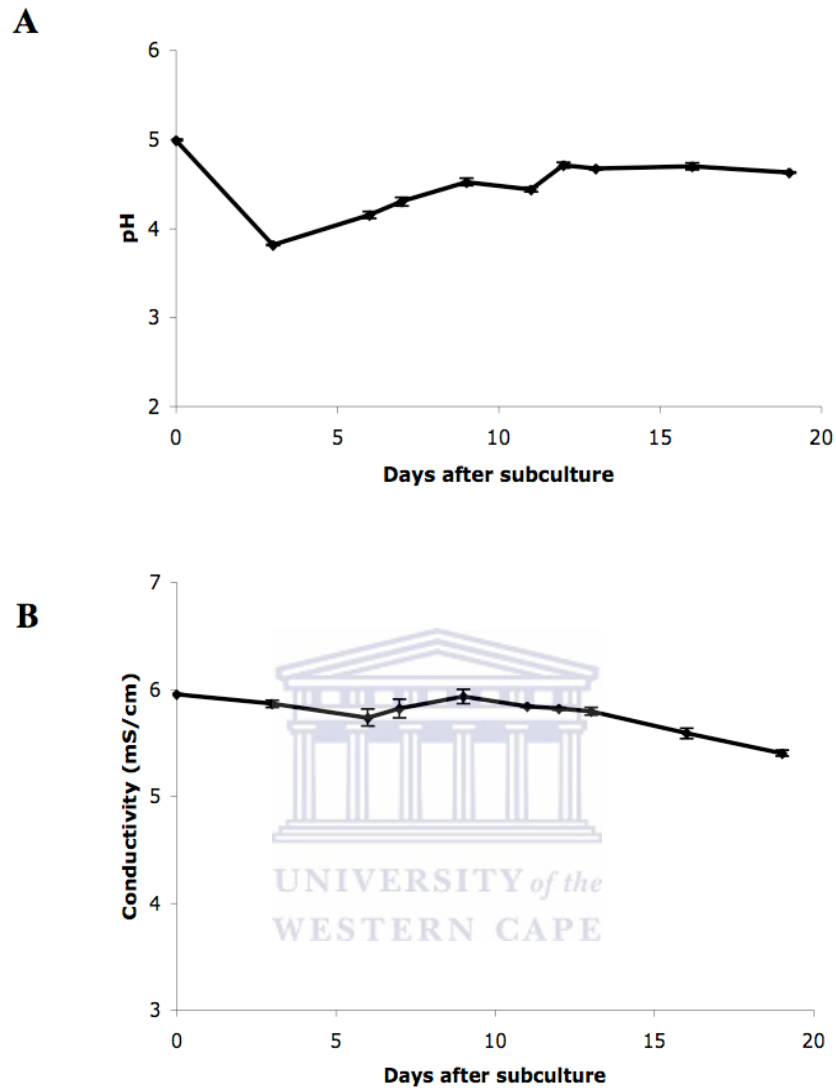 A
6
5
4
3
2
pH
0 5 10 15 20
Days after subculture
B
7
6
5
4
3
Conductivity (mS/cm)
UNIVERSITY of the
WESTERN CAPE
0 5 10 15 20
Days after subculture